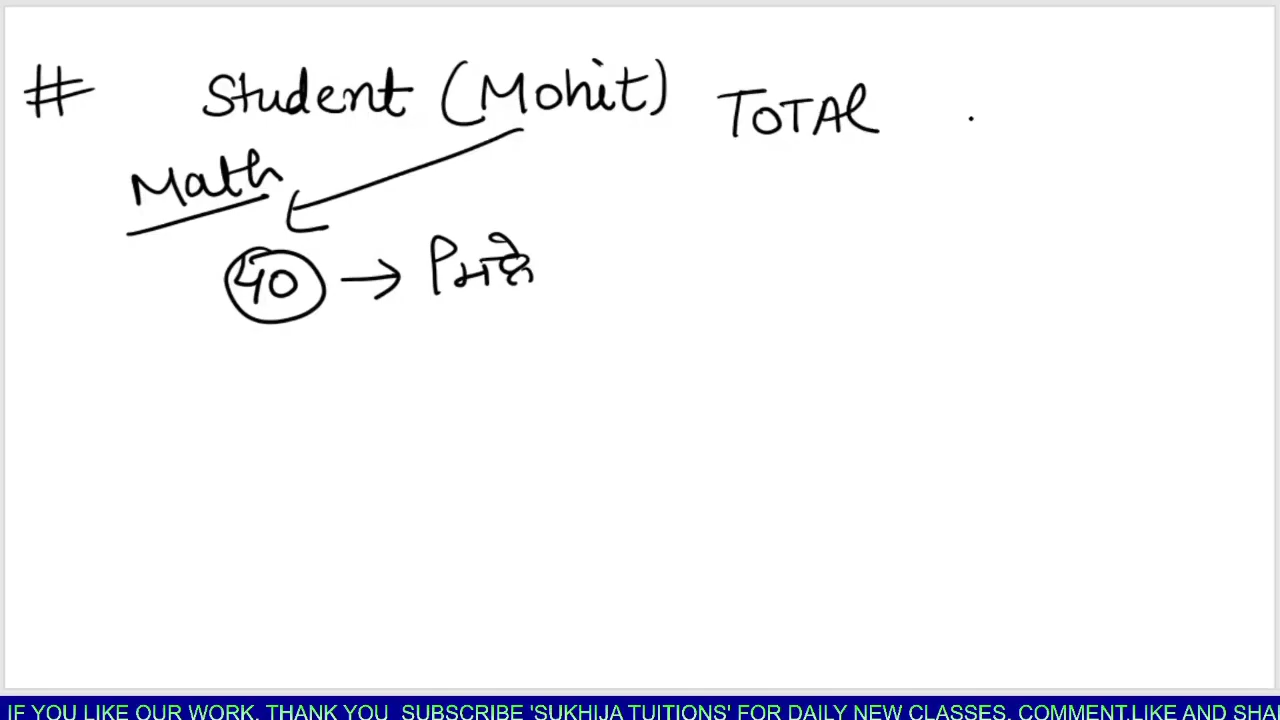 # Student (Mohit) TOTAL
Math
40 →
IF YOU LIKE OUR WORK, THANK YOU SUBSCRIBE 'SUKHIJA TUITIONS' FOR DAILY NEW CLASSES, COMMENT, LIKE AND SHA